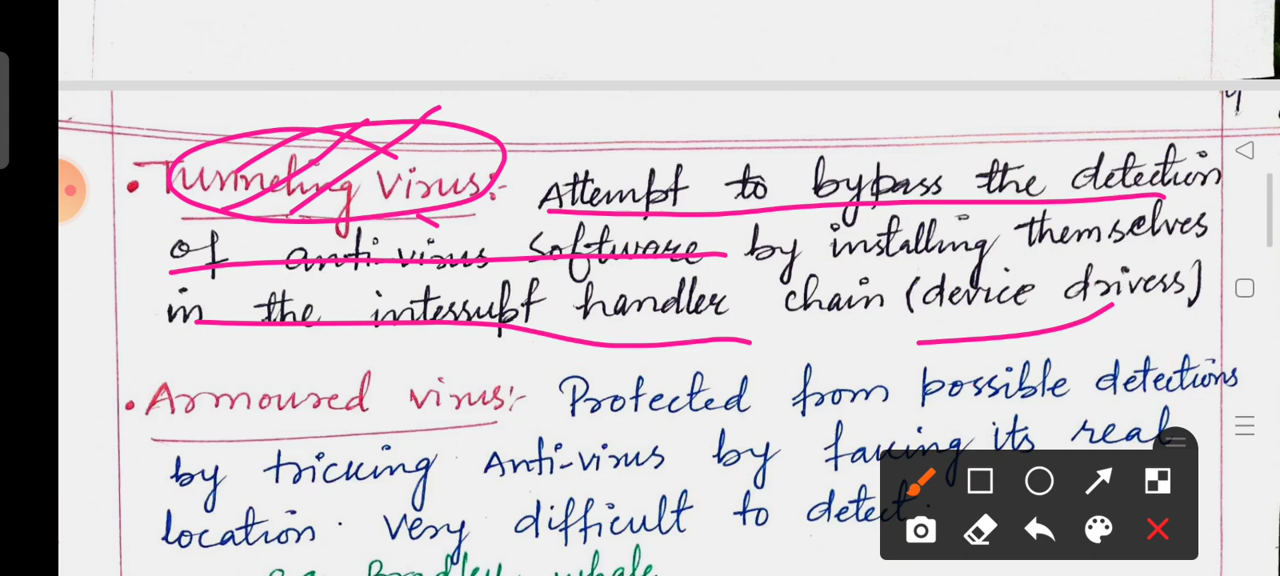 • Tunneling Virus:- Attempt to bypass the detection
of anti-virus software by installing themselves
in the interrupt handler chain (device drivers)
• Armoured virus:- Protected from possible detections
by tricking Anti-virus by faking its real
location. Very difficult to detect.
whale